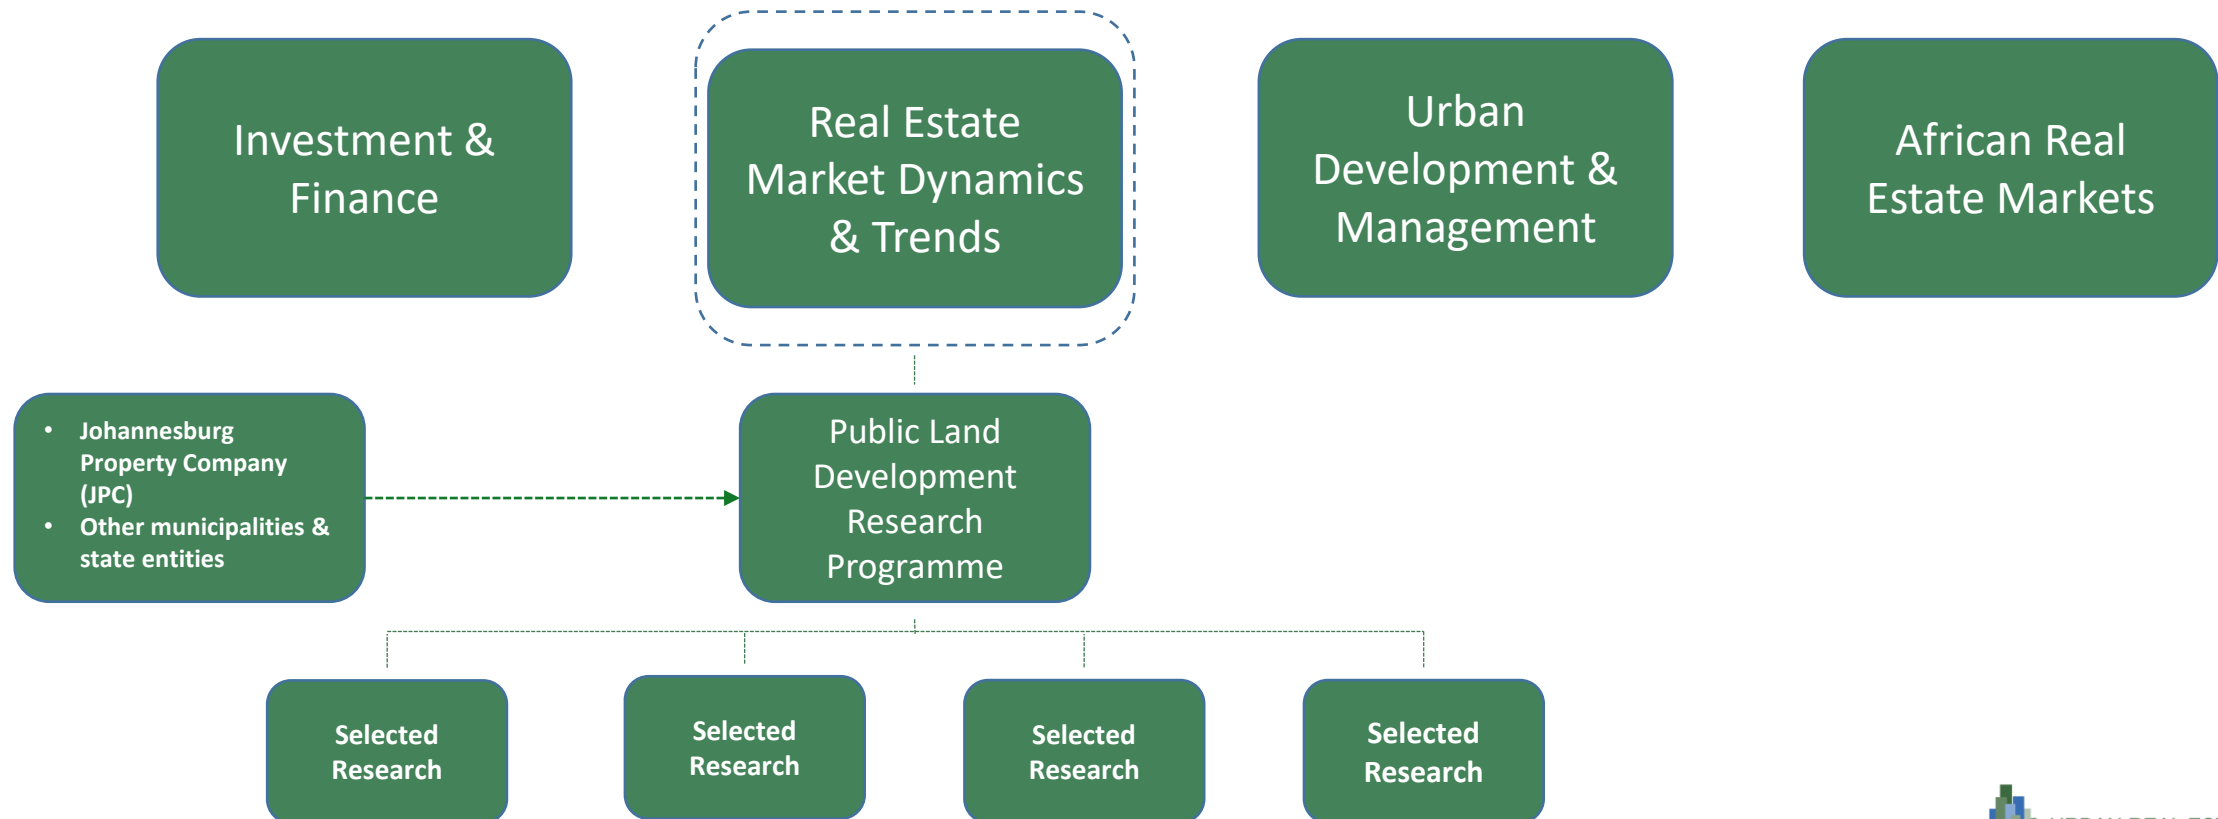 Investment &
Finance
Real Estate
Market Dynamics
& Trends
Urban
Development &
Management
African Real
Estate Markets
• Johannesburg
Property Company
(JPC)
• Other municipalities &
state entities
Public Land
Development
Research
Programme
Selected
Research
Selected
Research
Selected
Research
Selected
Research